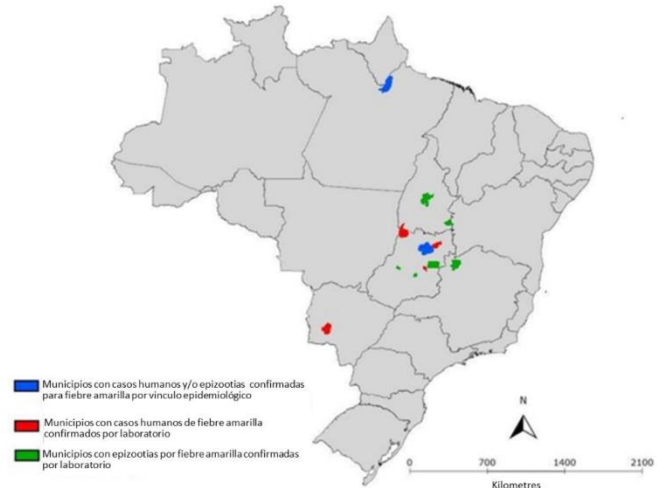 Municipios con casos humanos y/o epizootias confirmadas
para fiebre amarilla por vínculo epidemiológico
Municipios con casos humanos de fiebre amarilla
confirmados por laboratorio
Municipios con epizootias por fiebre amarilla confirmadas
por laboratorio
N
0 700 1400 2100
Kilometres